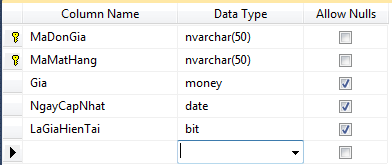 Column Name Data Type Allow Nulls
MaDonGia nvarchar(50)
MaMatHang nvarchar(50)
Gia money
NgayCapNhat date
LaGiaHienTai bit